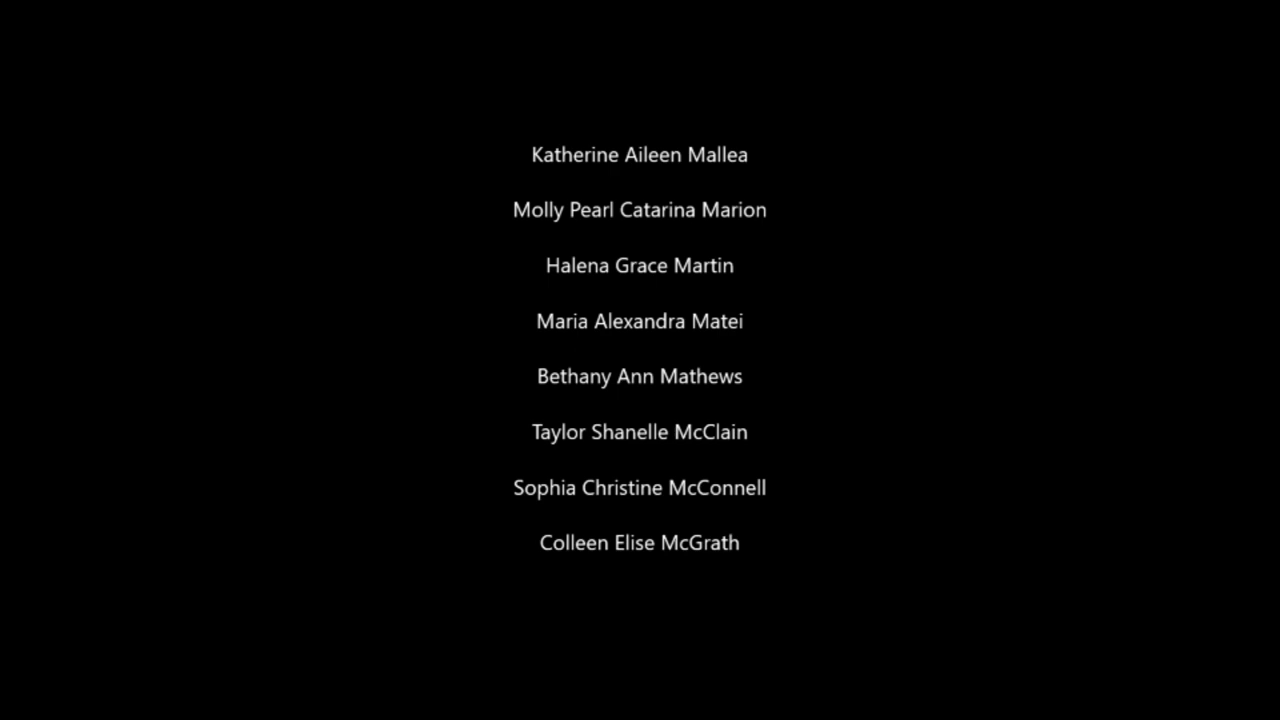 Katherine Aileen Mallea
Molly Pearl Catarina Marion
Halena Grace Martin
Maria Alexandra Matei
Bethany Ann Mathews
Taylor Shanelle McClain
Sophia Christine McConnell
Colleen Elise McGrath